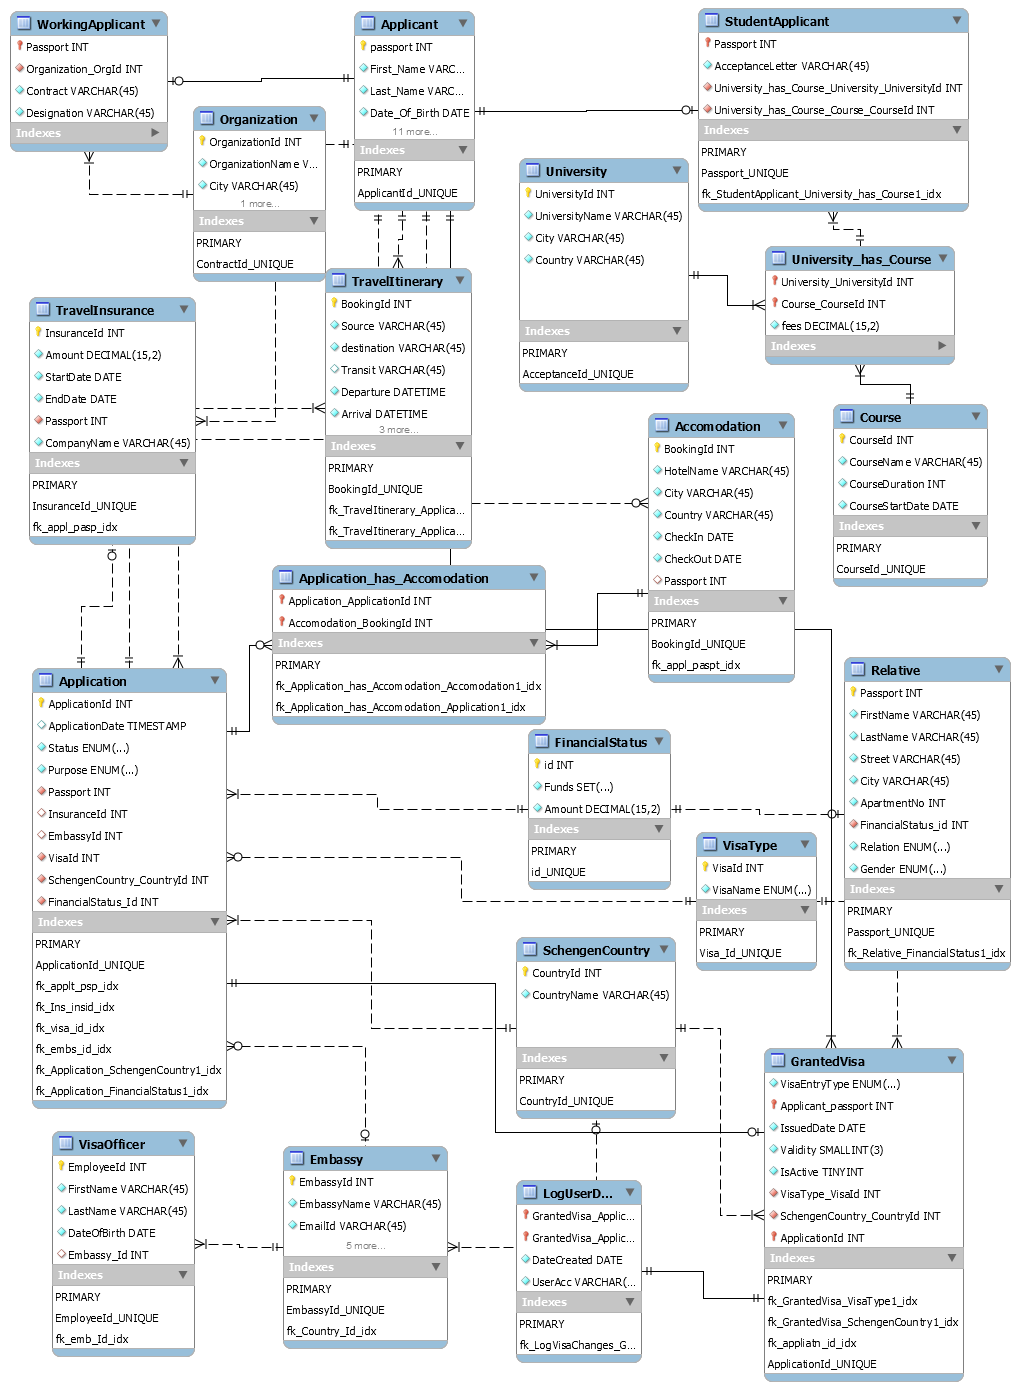 WorkingApplicant
Passport INT
Organization_OrgId INT
Contract VARCHAR(45)
Designation VARCHAR(45)
Indexes
Applicant
passport INT
First_Name VARC...
Last_Name VARC...
Date_Of_Birth DATE
11 more...
Indexes
PRIMARY
ApplicantId_UNIQUE
StudentApplicant
Passport INT
AcceptanceLetter VARCHAR(45)
University_has_Course_University_UniversityId INT
University_has_Course_Course_CourseId INT
Indexes
PRIMARY
Passport_UNIQUE
fk_StudentApplicant_University_has_Course1_idx
Organization
OrganizationId INT
OrganizationName V...
City VARCHAR(45)
1 more...
Indexes
PRIMARY
ContractId_UNIQUE
University
UniversityId INT
UniversityName VARCHAR(45)
City VARCHAR(45)
Country VARCHAR(45)
Indexes
PRIMARY
AcceptanceId_UNIQUE
University_has_Course
University_UniversityId INT
Course_CourseId INT
fees DECIMAL(15,2)
Indexes
TravelInsurance
InsuranceId INT
Amount DECIMAL(15,2)
StartDate DATE
EndDate DATE
Passport INT
CompanyName VARCHAR(45)
Indexes
PRIMARY
InsuranceId_UNIQUE
fk_appl_pasp_idx
TravelItinerary
BookingId INT
Source VARCHAR(45)
destination VARCHAR(45)
Transit VARCHAR(45)
Departure DATETIME
Arrival DATETIME
3 more...
Indexes
PRIMARY
BookingId_UNIQUE
fk_TravelItinerary_Applica...
fk_TravelItinerary_Applica...
Accomodation
BookingId INT
HotelName VARCHAR(45)
City VARCHAR(45)
Country VARCHAR(45)
CheckIn DATE
CheckOut DATE
Passport INT
Indexes
PRIMARY
BookingId_UNIQUE
fk_appl_paspt_idx
Course
CourseId INT
CourseName VARCHAR(45)
CourseDuration INT
CourseStartDate DATE
Indexes
PRIMARY
CourseId_UNIQUE
Application_has_Accomodation
Application_ApplicationId INT
Accomodation_BookingId INT
Indexes
PRIMARY
fk_Application_has_Accomodation_Accomodation1_idx
fk_Application_has_Accomodation_Application1_idx
Application
ApplicationId INT
ApplicationDate TIMESTAMP
Status ENUM(...)
Purpose ENUM(...)
Passport INT
InsuranceId INT
EmbassyId INT
VisaId INT
SchengenCountry_CountryId INT
FinancialStatus_Id INT
Indexes
PRIMARY
ApplicationId_UNIQUE
fk_applt_psp_idx
fk_Ins_insid_idx
fk_visa_id_idx
fk_embs_id_idx
fk_Application_SchengenCountry1_idx
fk_Application_FinancialStatus1_idx
Relative
Passport INT
FirstName VARCHAR(45)
LastName VARCHAR(45)
Street VARCHAR(45)
City VARCHAR(45)
ApartmentNo INT
FinancialStatus_id INT
Relation ENUM(...)
Gender ENUM(...)
Indexes
PRIMARY
Passport_UNIQUE
fk_Relative_FinancialStatus1_idx
FinancialStatus
id INT
Funds SET(...)
Amount DECIMAL(15,2)
Indexes
PRIMARY
id_UNIQUE
VisaType
VisaId INT
VisaName ENUM(...)
Indexes
PRIMARY
Visa_Id_UNIQUE
SchengenCountry
CountryId INT
CountryName VARCHAR(45)
Indexes
PRIMARY
CountryId_UNIQUE
GrantedVisa
VisaEntryType ENUM(...)
Applicant_passport INT
IssuedDate DATE
Validity SMALLINT(3)
IsActive TINYINT
VisaType_VisaId INT
SchengenCountry_CountryId INT
ApplicationId INT
Indexes
PRIMARY
fk_GrantedVisa_VisaType1_idx
fk_GrantedVisa_SchengenCountry1_idx
fk_appliatn_id_idx
ApplicationId_UNIQUE
VisaOfficer
EmployeeId INT
FirstName VARCHAR(45)
LastName VARCHAR(45)
DateOfBirth DATE
Embassy_Id INT
Indexes
PRIMARY
EmployeeId_UNIQUE
fk_emb_Id_idx
Embassy
EmbassyId INT
EmbassyName VARCHAR(45)
EmailId VARCHAR(45)
5 more...
Indexes
PRIMARY
EmbassyId_UNIQUE
fk_Country_Id_idx
LogUserD...
GrantedVisa_Applic...
GrantedVisa_Applic...
DateCreated DATE
UserAcc VARCHAR(...
Indexes
PRIMARY
fk_LogVisaChanges_G...